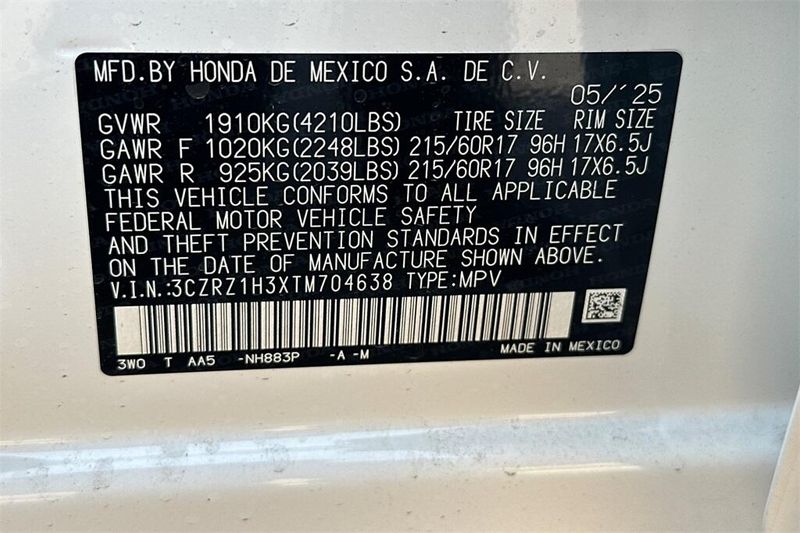 MFD.BY HONDA DE MEXICO S.A. DE C.V.
05/´25
GVWR 1910KG(4210LBS) TIRE SIZE RIM SIZE
GAWR F 1020KG(2248LBS) 215/60R17 96H 17X6.5J
GAWR R 925KG(2039LBS) 215/60R17 96H 17X6.5J
THIS VEHICLE CONFORMS TO ALL APPLICABLE
FEDERAL MOTOR VEHICLE SAFETY
AND THEFT PREVENTION STANDARDS IN EFFECT
ON THE DATE OF MANUFACTURE SHOWN ABOVE.
V.I.N.:3CZRZ1H3XTM704638 TYPE:MPV
3W0 T AA5 -NH883P -A-M MADE IN MEXICO